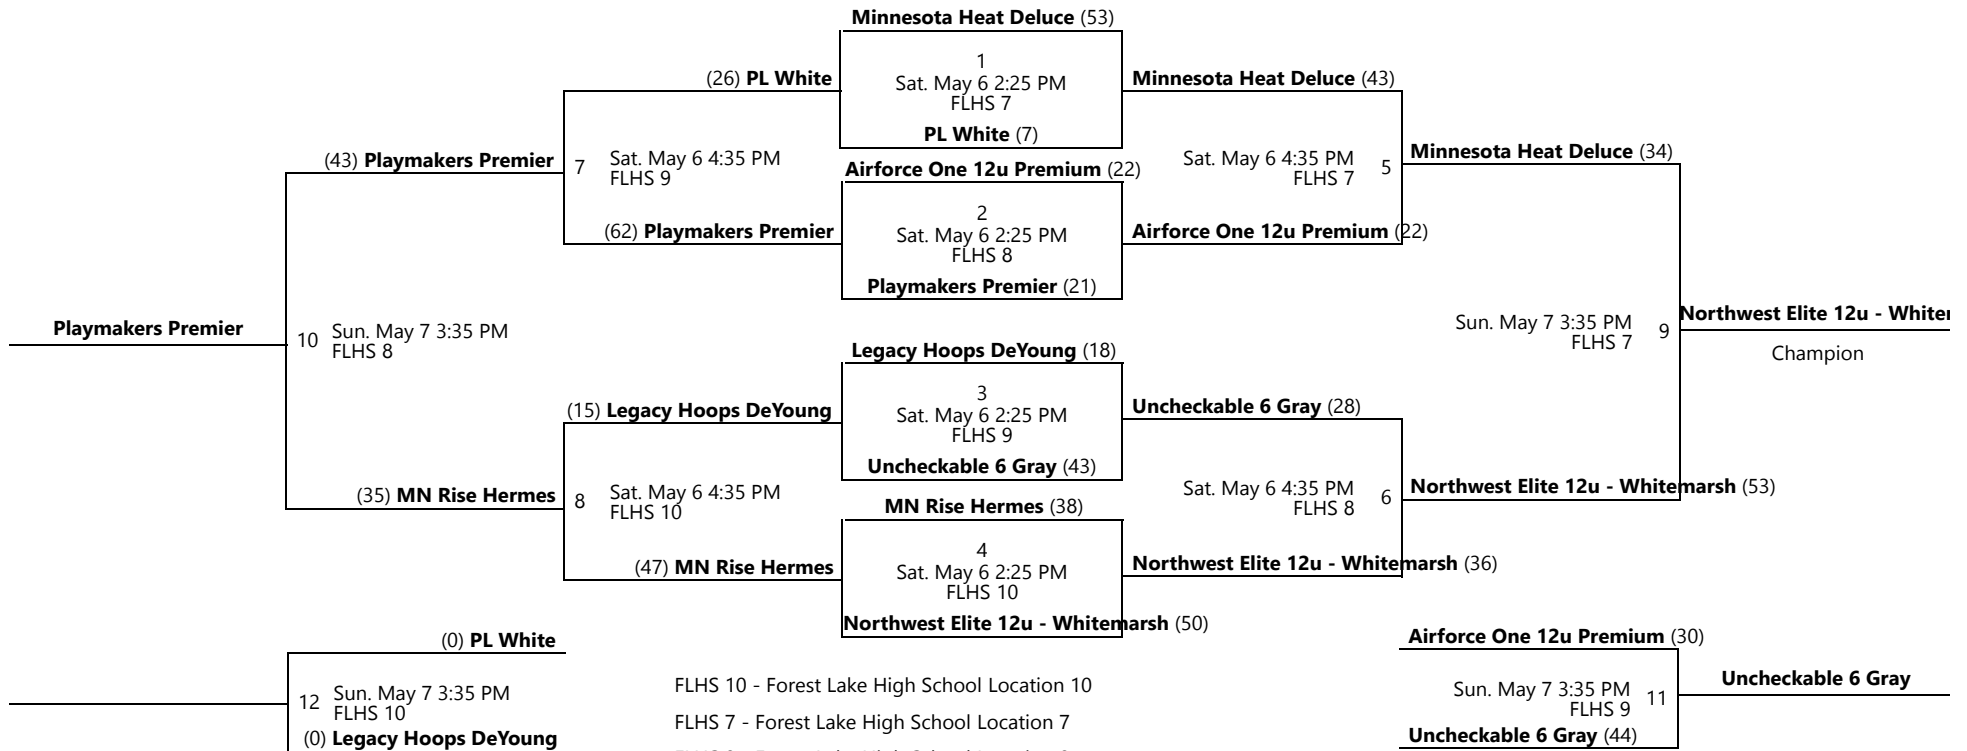 Minnesota Heat Deluce (53)
1
Sat. May 6 2:25 PM
FLHS 7
PL White (7)
(26) PL White
Minnesota Heat Deluce (43)
(43) Playmakers Premier
7 Sat. May 6 4:35 PM
FLHS 9
Airforce One 12u Premium (22)
2
Sat. May 6 2:25 PM
FLHS 8
Playmakers Premier (21)
(62) Playmakers Premier
Airforce One 12u Premium (22)
Sat. May 6 4:35 PM 5
FLHS 7
Minnesota Heat Deluce (34)
Playmakers Premier
10 Sun. May 7 3:35 PM
FLHS 8
Sun. May 7 3:35 PM 9
FLHS 7
Northwest Elite 12u -
Champion
Legacy Hoops DeYoung (18)
3
Sat. May 6 2:25 PM
FLHS 9
Uncheckable 6 Gray (43)
(15) Legacy Hoops DeYoung
Uncheckable 6 Gray (28)
(35) MN Rise Hermes
8 Sat. May 6 4:35 PM
FLHS 10
MN Rise Hermes (38)
4
Sat. May 6 2:25 PM
FLHS 10
Northwest Elite 12u - Whitemarsh (50)
(47) MN Rise Hermes
Northwest Elite 12u - Whitemarsh (36)
Sat. May 6 4:35 PM 6
FLHS 8
Northwest Elite 12u - Whitemarsh (53)
(0) PL White
12 Sun. May 7 3:35 PM
FLHS 10
(0) Legacy Hoops DeYoung
FLHS 10 - Forest Lake High School Location 10
FLHS 7 - Forest Lake High School Location 7
Airforce One 12u Premium (30)
Sun. May 7 3:35 PM 11
FLHS 9
Uncheckable 6 Gray (44)
Uncheckable 6 Gray